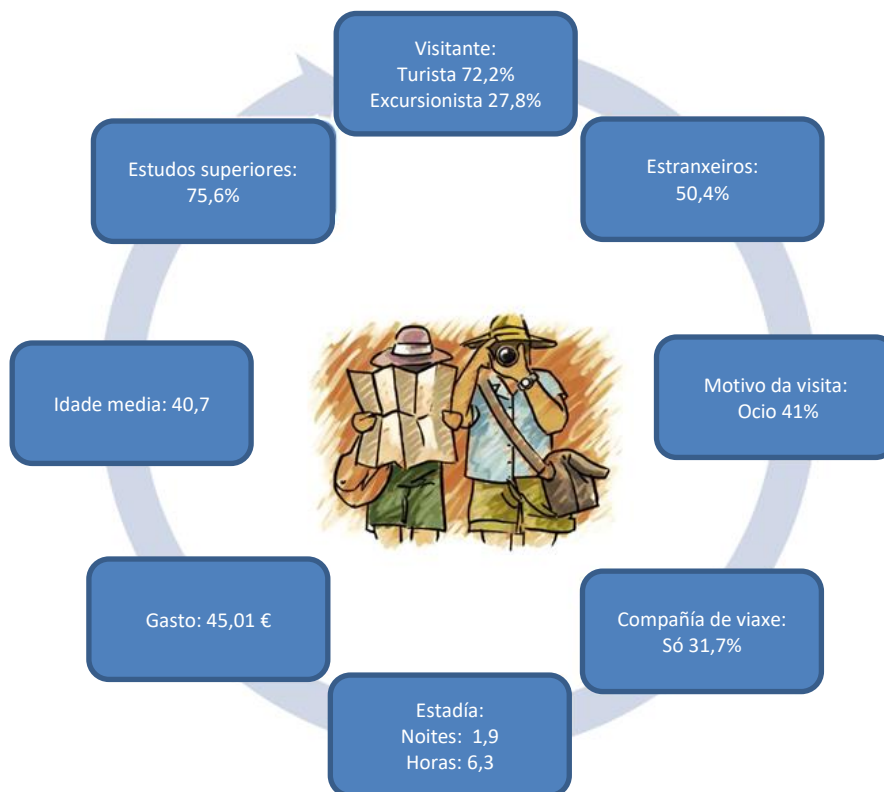 Visitante:
Turista 72,2%
Excursionista 27,8%
Estranxeiros:
50,4%
Motivo da visita:
Ocio 41%
Compañía de viaxe:
Só 31,7%
Estadía:
Noites: 1,9
Horas: 6,3
Gasto: 45,01 €
Idade media: 40,7
Estudos superiores:
75,6%